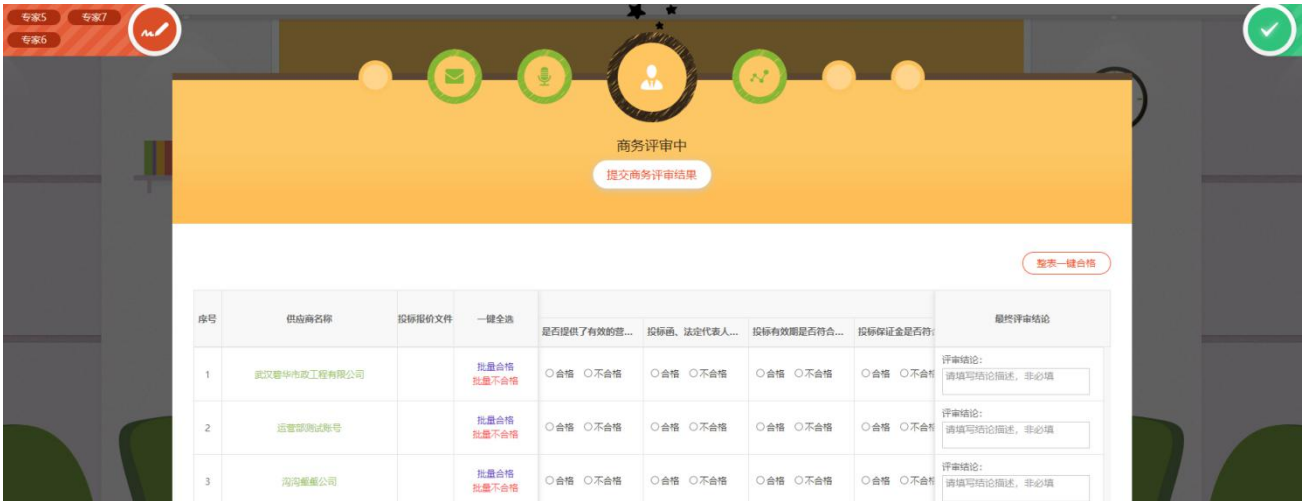 专家5 专家7
专家6
商务评审中
提交商务评审结果
整表一键合格
序号 供应商名称 投标报价文件 一键全选 最终评审结论
是否提供了有效的营... 投标函、法定代表人... 投标有效期是否符合... 投标保证金是否符
1 武汉碧华市政工程有限公司 批量合格 批量不合格 合格 不合格 合格 不合格 合格 不合格 合格 不合格 评审结论: 请填写结论描述，非必填
2 运营部测试账号 批量合格 批量不合格 合格 不合格 合格 不合格 合格 不合格 合格 不合格 评审结论: 请填写结论描述，非必填
3 批量合格 批量不合格 合格 不合格 合格 不合格 合格 不合格 合格 不合格 评审结论: 请填写结论描述，非必填